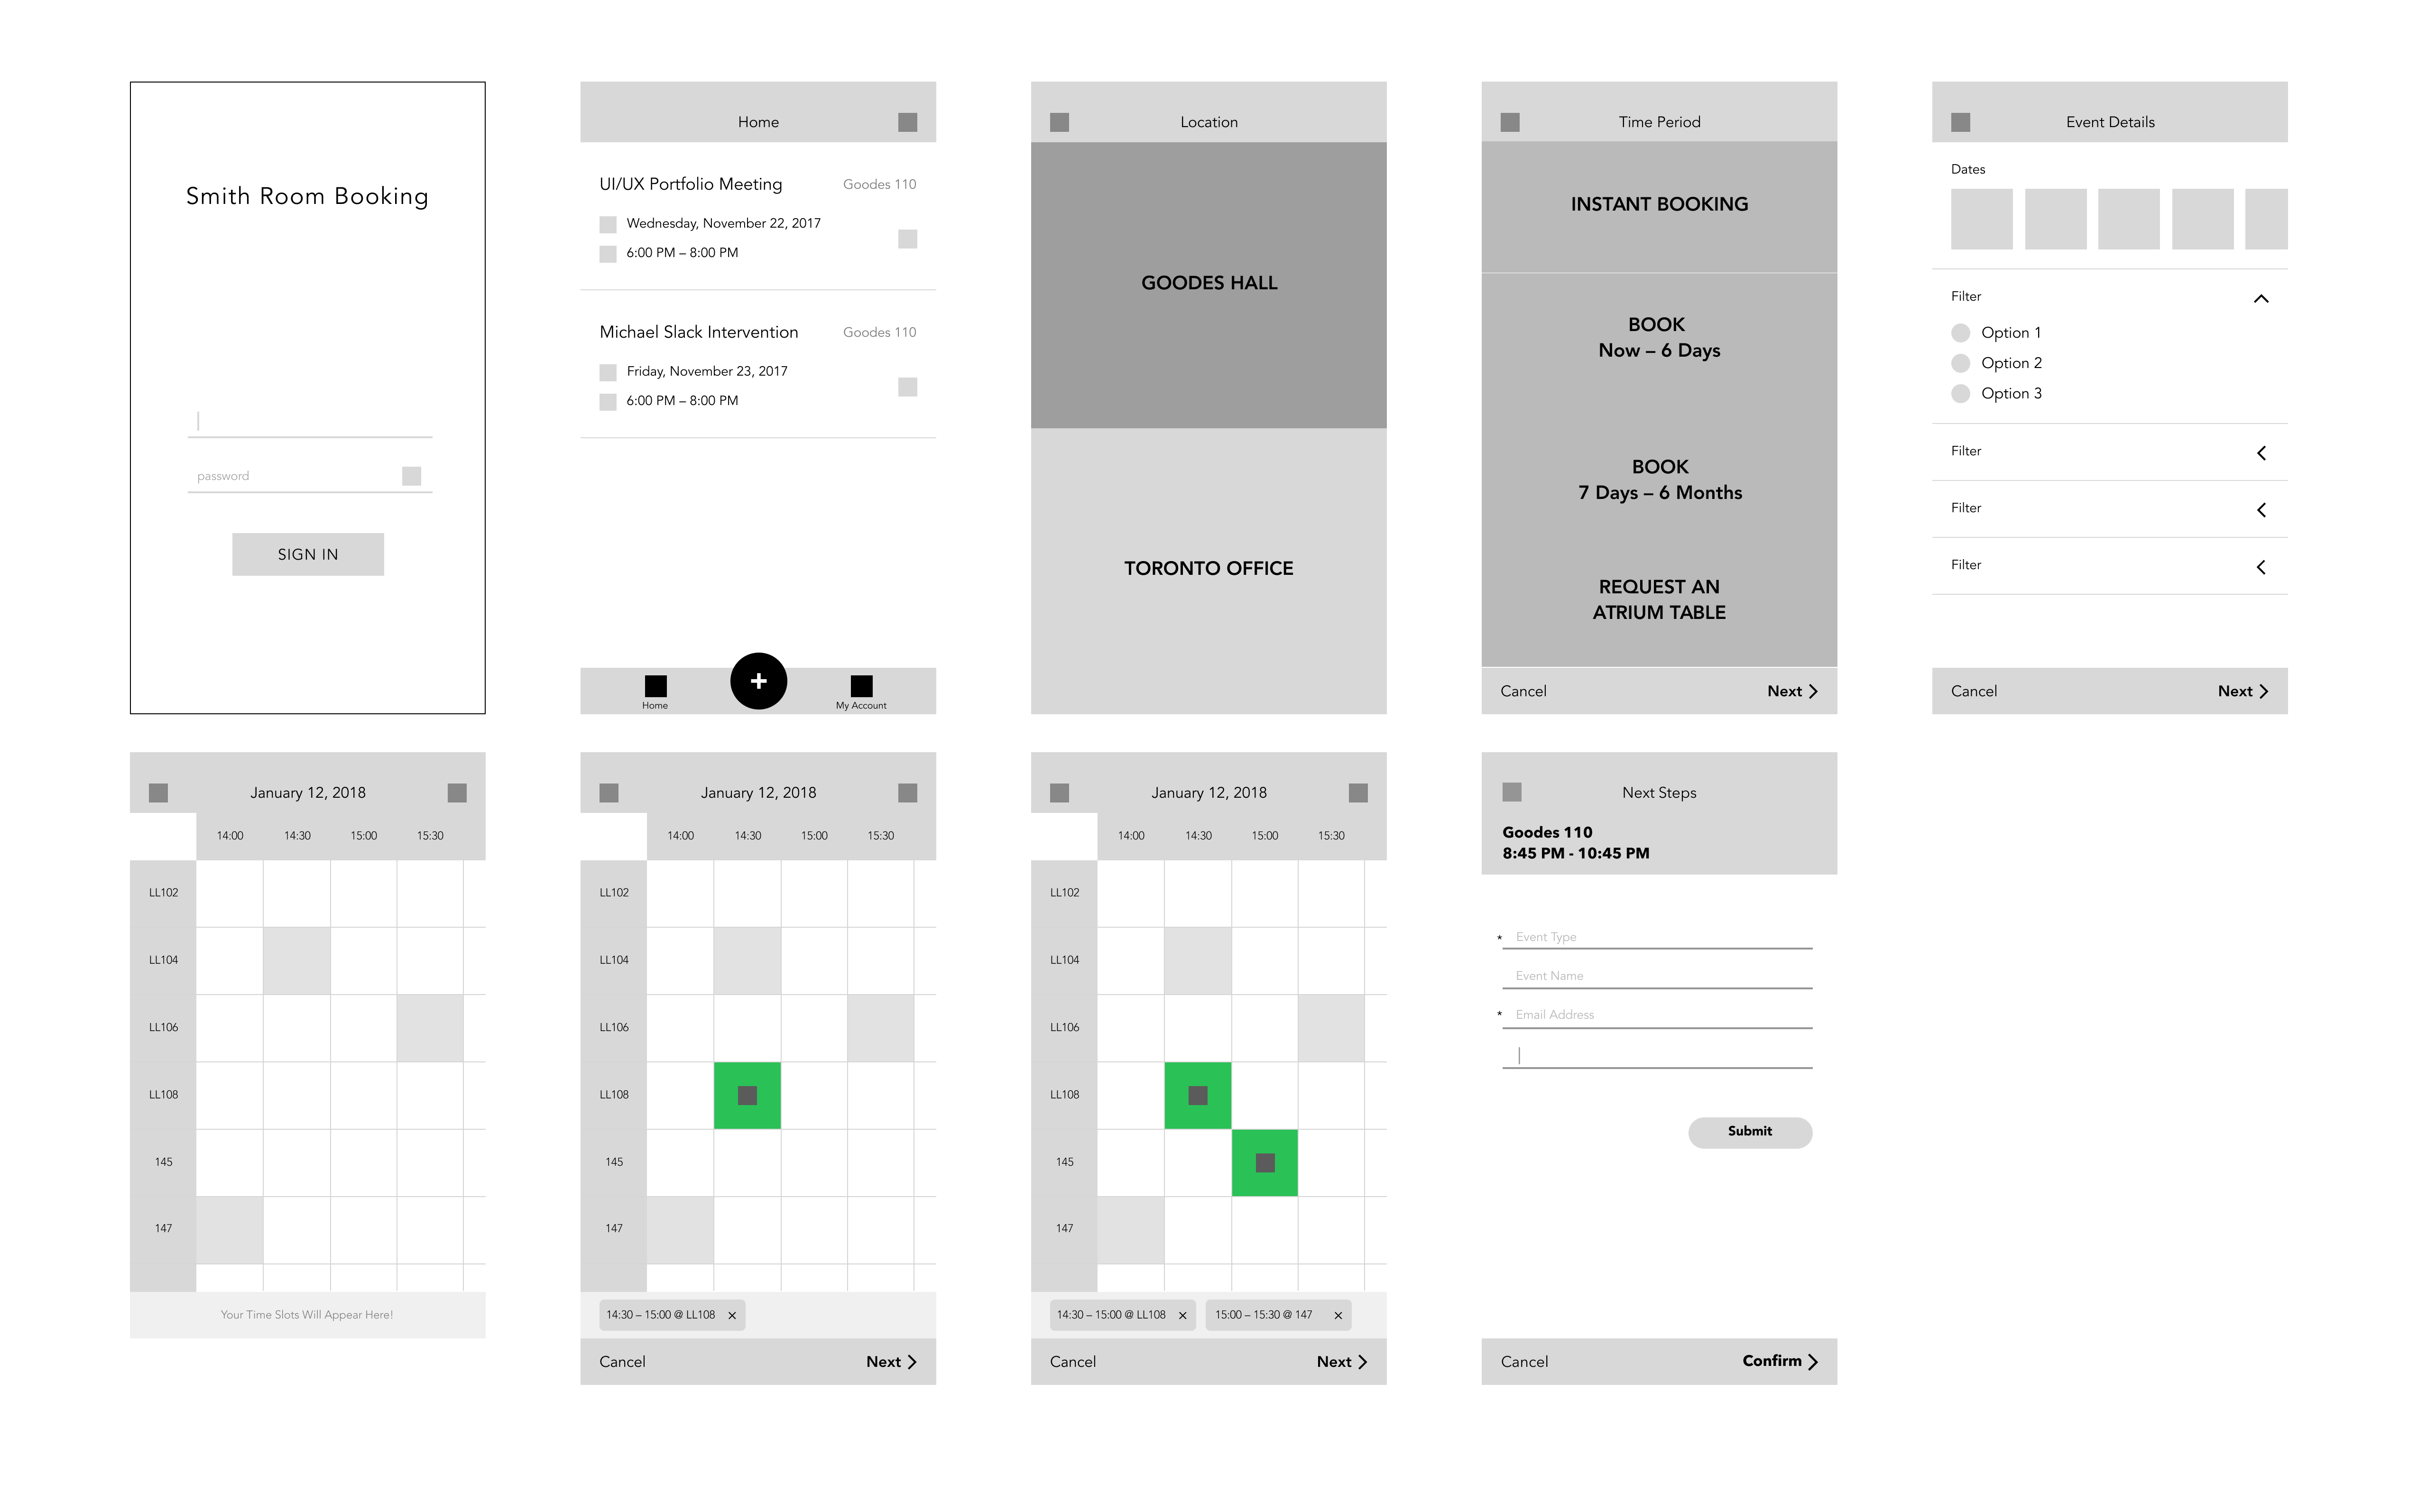 Smith Room Booking
password
SIGN IN
Home
UI/UX Portfolio Meeting
Goodes 110
Wednesday, November 22, 2017
6:00 PM – 8:00 PM
Michael Slack Intervention
Goodes 110
Friday, November 23, 2017
6:00 PM – 8:00 PM
+
Home
My Account
Location
GOODES HALL
TORONTO OFFICE
Time Period
INSTANT BOOKING
BOOK
Now – 6 Days
BOOK
7 Days – 6 Months
REQUEST AN
ATRIUM TABLE
Cancel
Next
Event Details
Dates
Filter
Option 1
Option 2
Option 3
Filter
Filter
Filter
Cancel
Next
January 12, 2018
14:00 14:30 15:00 15:30
LL102
LL104
LL106
LL108
145
147
Your Time Slots Will Appear Here!
January 12, 2018
14:00 14:30 15:00 15:30
LL102
LL104
LL106
LL108
145
147
14:30 – 15:00 @ LL108 ×
Cancel
Next
January 12, 2018
14:00 14:30 15:00 15:30
LL102
LL104
LL106
LL108
145
147
14:30 – 15:00 @ LL108 × 15:00 – 15:30 @ 147 ×
Cancel
Next
Next Steps
Goodes 110
8:45 PM - 10:45 PM
* Event Type
Event Name
* Email Address
Submit
Cancel
Confirm